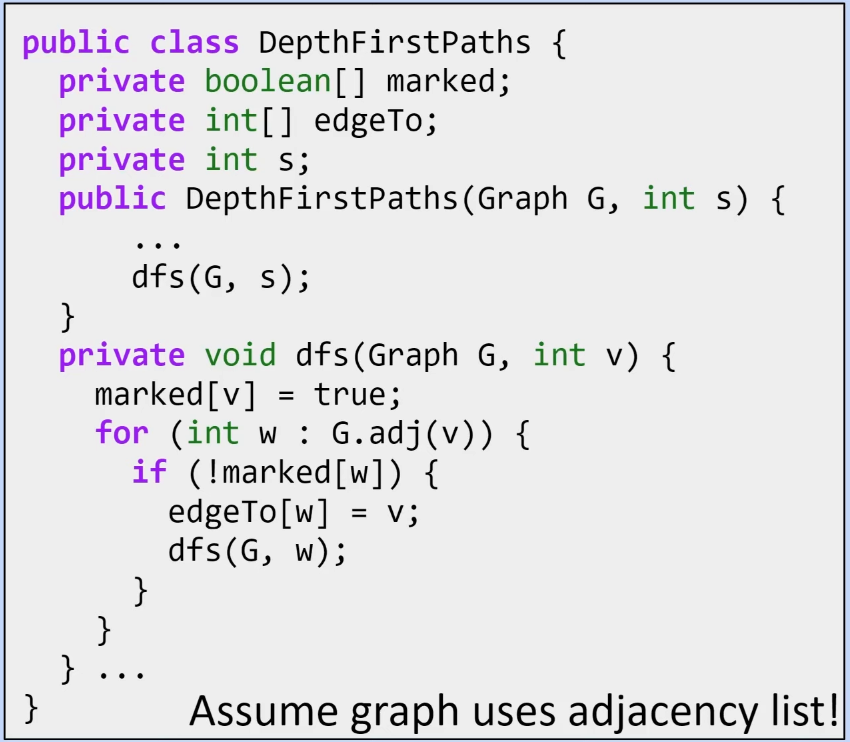 public class DepthFirstPaths {
  private boolean[] marked;
  private int[] edgeTo;
  private int s;
  public DepthFirstPaths(Graph G, int s) {
      ...
      dfs(G, s);
  }
  private void dfs(Graph G, int v) {
    marked[v] = true;
    for (int w : G.adj(v)) {
      if (!marked[w]) {
        edgeTo[w] = v;
        dfs(G, w);
      }
    }
  } ...
} Assume graph uses adjacency list!